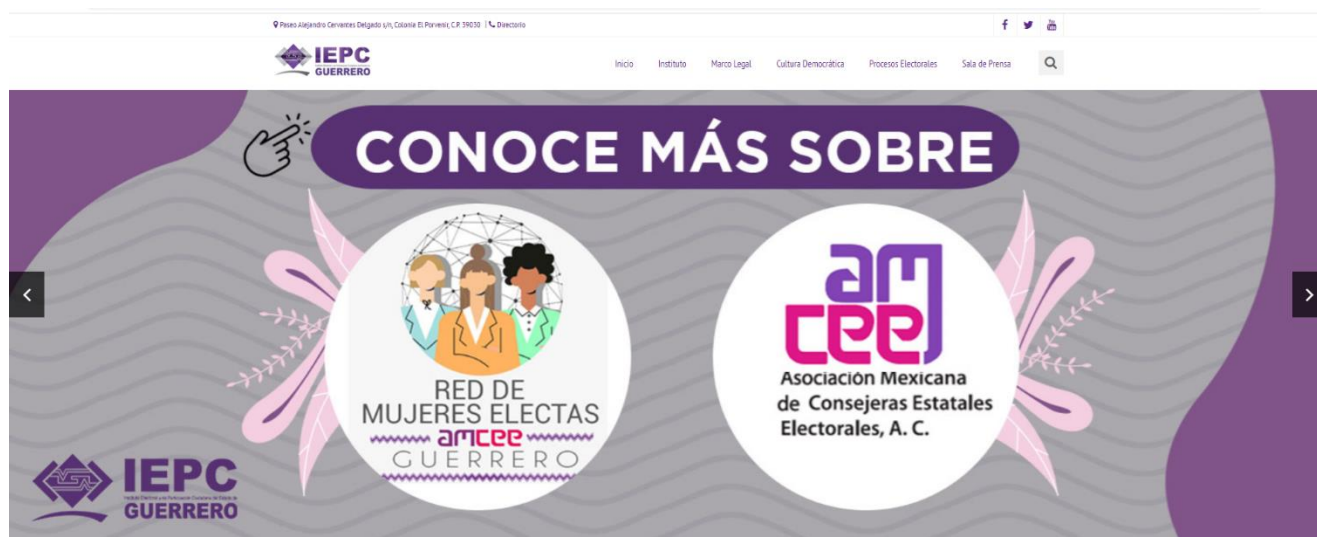 Paseo Alejandro Cervantes Delgado s/n, Colonia El Porvenir, C.P. 39030 | Directorio
IEPC
GUERRERO
Inicio Instituto Marco Legal Cultura Democrática Procesos Electorales Sala de Prensa
CONOCE MÁS SOBRE
RED DE
MUJERES ELECTAS
amcee
GUERRERO
am
cee
Asociación Mexicana
de Consejeras Estatales
Electorales, A. C.
IEPC
GUERRERO